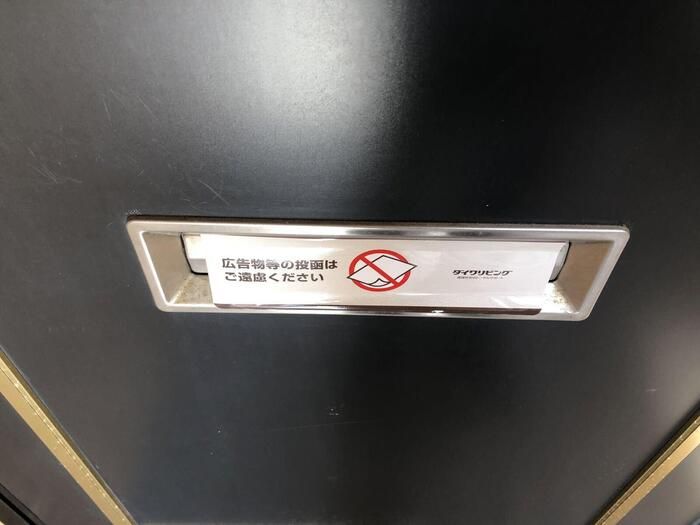 広告物等の投函は
ご遠慮ください
ダイワリビング